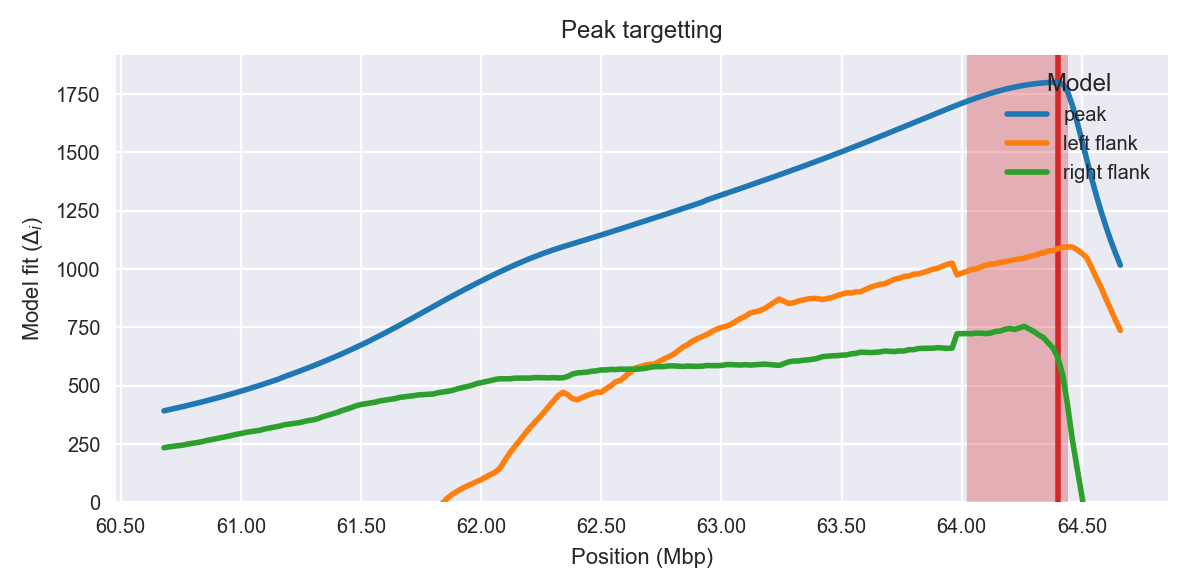 Peak targetting
Model
peak
left flank
right flank
Model fit (Δi)
1750
1500
1250
1000
750
500
250
0
60.50 61.00 61.50 62.00 62.50 63.00 63.50 64.00 64.50
Position (Mbp)